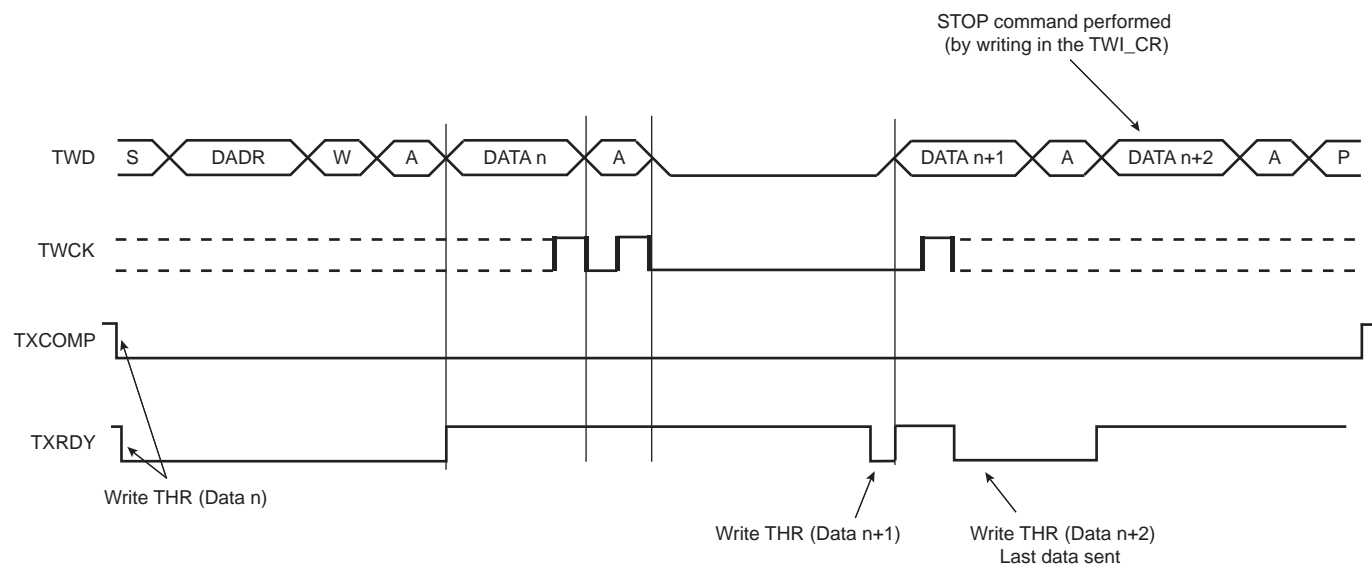 STOP command performed
(by writing in the TWI_CR)
TWD S DADR W A DATA n A DATA n+1 A DATA n+2 A P
TWCK
TXCOMP
TXRDY
Write THR (Data n)
Write THR (Data n+1)
Write THR (Data n+2)
Last data sent